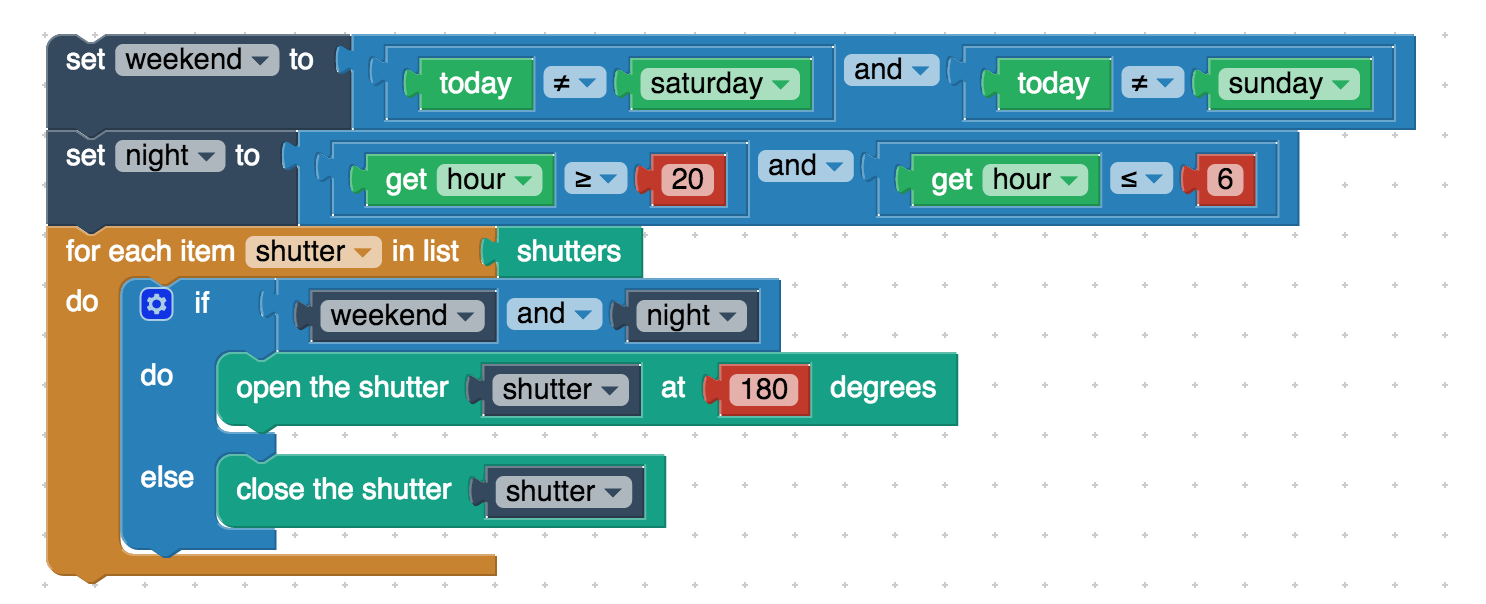 set weekend to today ≠ saturday and today ≠ sunday
set night to get hour ≥ 20 and get hour ≤ 6
for each item shutter in list shutters
do if weekend and night
do open the shutter shutter at 180 degrees
else close the shutter shutter